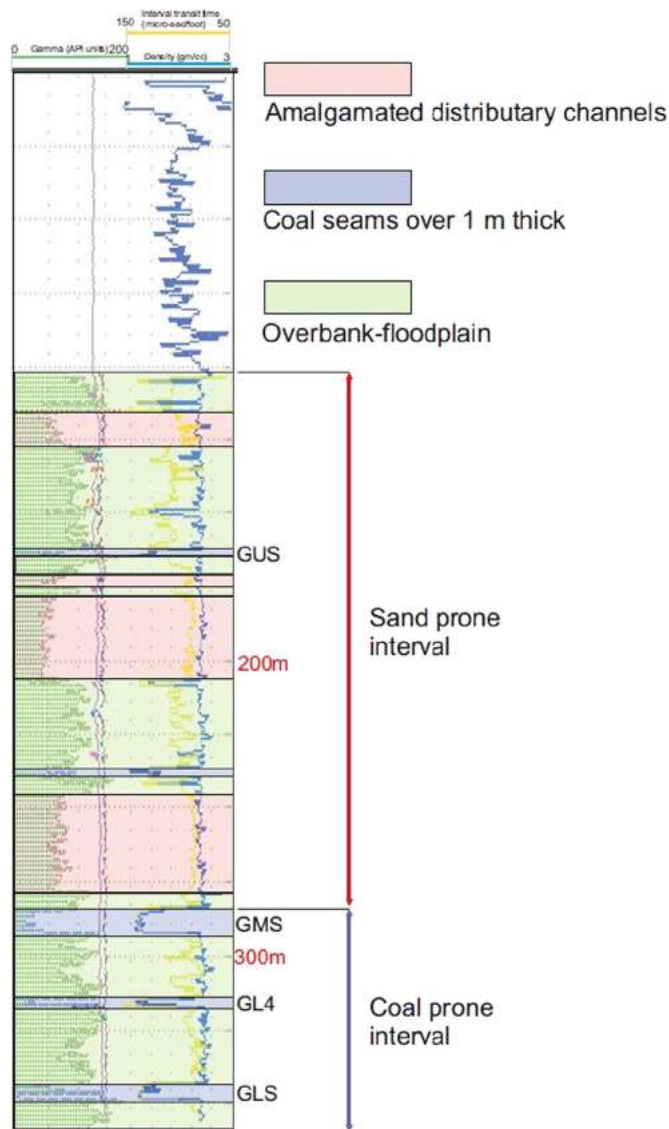 Interval transit time
150 (micro-sec/foot) 50
0 Gamma (API units) 200 Density (gm/cc) 3
Amalgamated distributary channels
Coal seams over 1 m thick
Overbank-floodplain
GUS
Sand prone
interval
200m
GMS
300m
GL4
Coal prone
interval
GLS